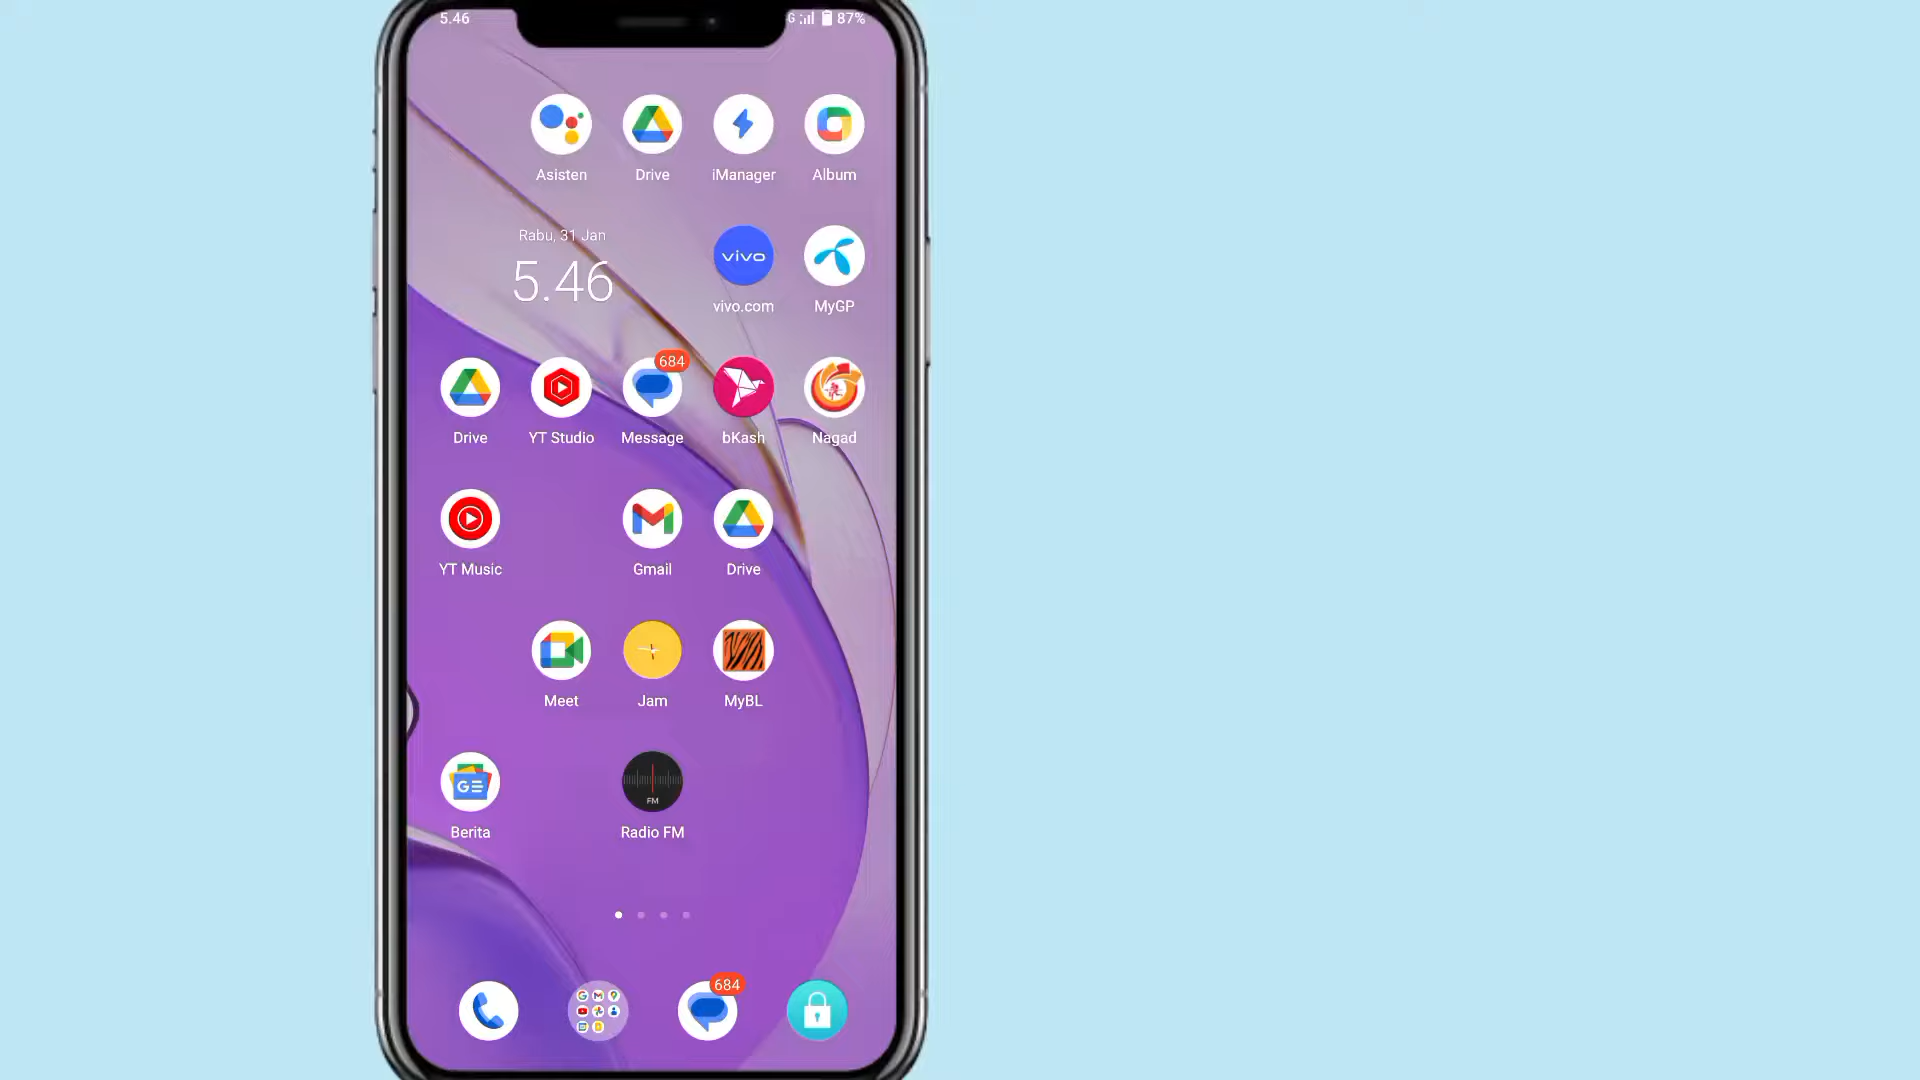 5.46
G 87%
Asisten Drive iManager Album
Rabu, 31 Jan
5.46
vivo
vivo.com MyGP
684
Drive YT Studio Message bKash Nagad
YT Music Gmail Drive
Meet Jam MyBL
GE
FM
Berita Radio FM
684